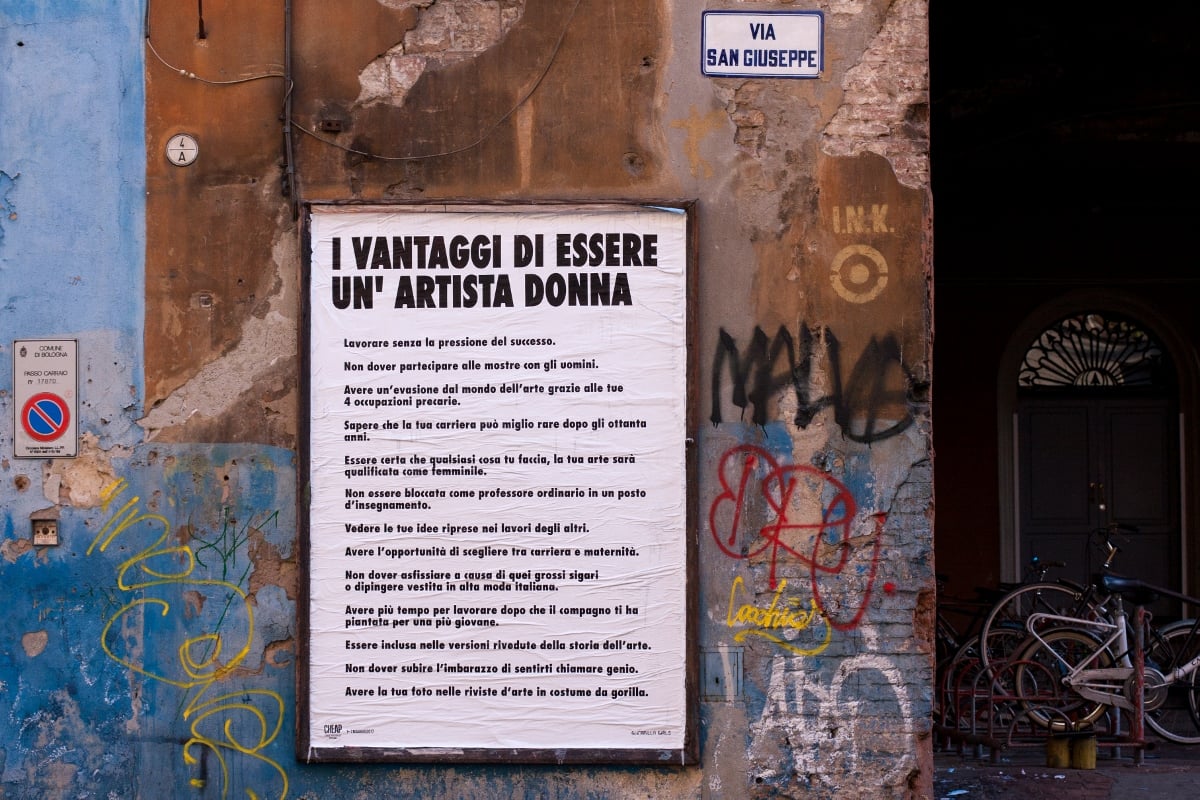 VIA
SAN GIUSEPPE
4
A
I.N.K.
I VANTAGGI DI ESSERE
UN' ARTISTA DONNA
Lavorare senza la pressione del successo.
Non dover partecipare alle mostre con gli uomini.
Avere un'evasione dal mondo dell'arte grazie alle tue
4 occupazioni precarie.
Sapere che la tua carriera può miglio rare dopo gli ottanta
anni.
Essere certa che qualsiasi cosa tu faccia, la tua arte sarà
qualificata come femminile.
Non essere bloccata come professore ordinario in un posto
d'insegnamento.
Vedere le tue idee riprese nei lavori degli altri.
Avere l'opportunità di scegliere tra carriera e maternità.
Non dover asfissiare a causa di quei grossi sigari
o dipingere vestita in alta moda italiana.
Avere più tempo per lavorare dopo che il compagno ti ha
piantata per una più giovane.
Essere inclusa nelle versioni rivedute della storia dell'arte.
Non dover subire l'imbarazzo di sentirti chiamare genio.
Avere la tua foto nelle riviste d'arte in costume da gorilla.
CHEAP
GUERRILLA GIRLS
COMUNE
DI BOLOGNA
PASSO CARRAIO
n° 17870